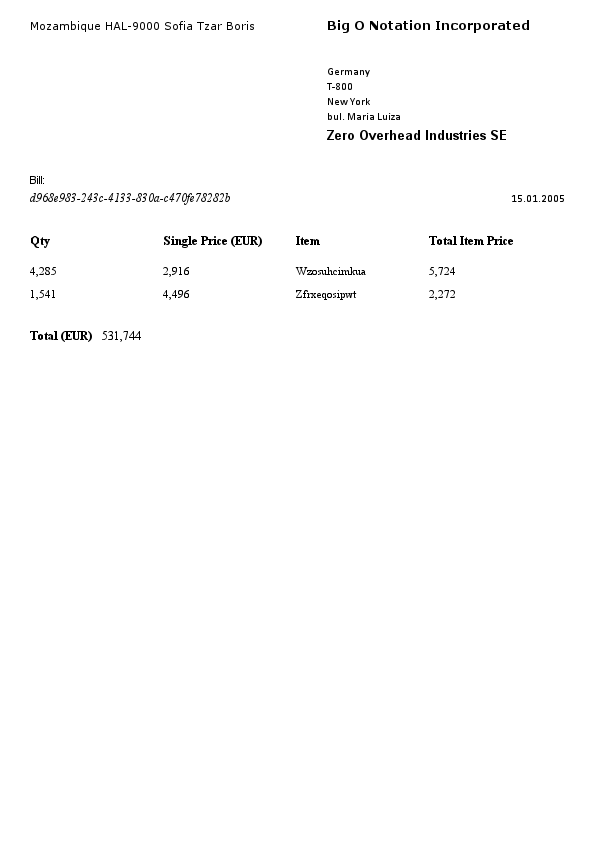 Mozambique HAL-9000 Sofia Tzar Boris
Big O Notation Incorporated
Germany
T-800
New York
bul. Maria Luiza
Zero Overhead Industries SE
Bill:
d968e983-243c-4133-830a-c470fe78282b
15.01.2005
Qty Single Price (EUR) Item Total Item Price
4,285 2,916 Wzosuhcimkua 5,724
1,541 4,496 Zfrxeqosipwt 2,272
Total (EUR) 531,744